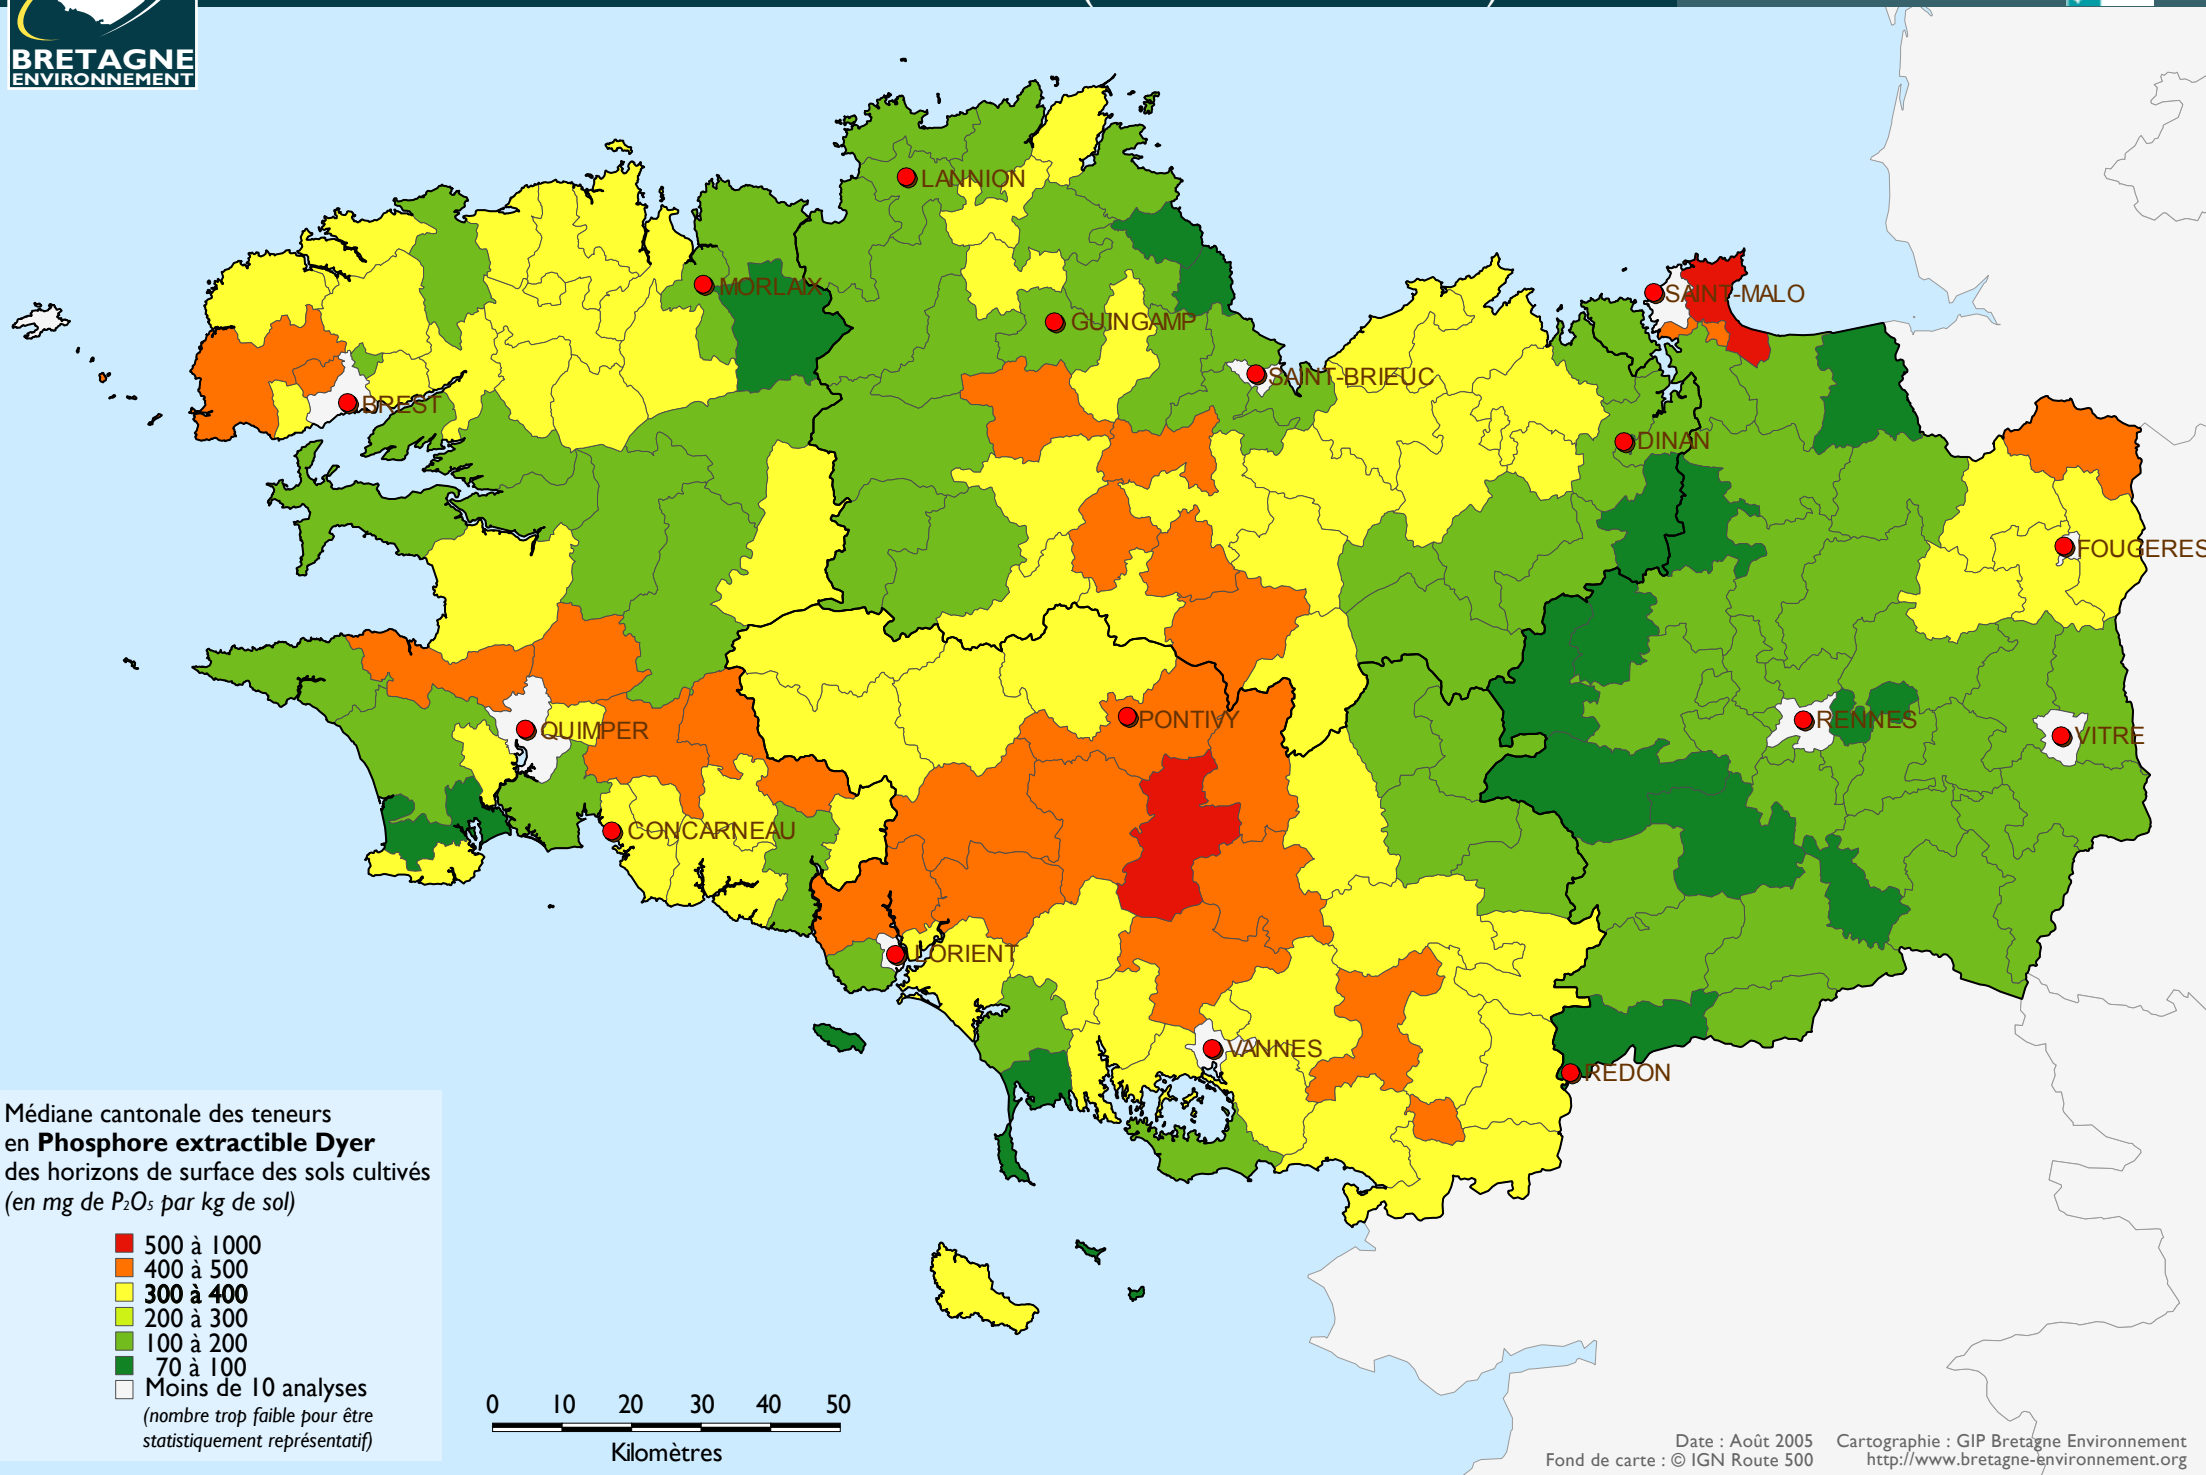 BRETAGNE
ENVIRONNEMENT
LANNION
MORLAIX
GUINGAMP
SAINT-MALO
SAINT-BRIEUC
BREST
DINAN
FOUGERES
PONTIVY
RENNES
QUIMPER
VITRE
CONCARNEAU
LORIENT
VANNES
REDON
Médiane cantonale des teneurs
en Phosphore extractible Dyer
des horizons de surface des sols cultivés
(en mg de P₂O₅ par kg de sol)
500 à 1000
400 à 500
300 à 400
200 à 300
100 à 200
70 à 100
Moins de 10 analyses
(nombre trop faible pour être
statistiquement représentatif)
0 10 20 30 40 50
Kilomètres
Date : Août 2005 Cartographie : GIP Bretagne Environnement
Fond de carte : © IGN Route 500 http://www.bretagne-environnement.org